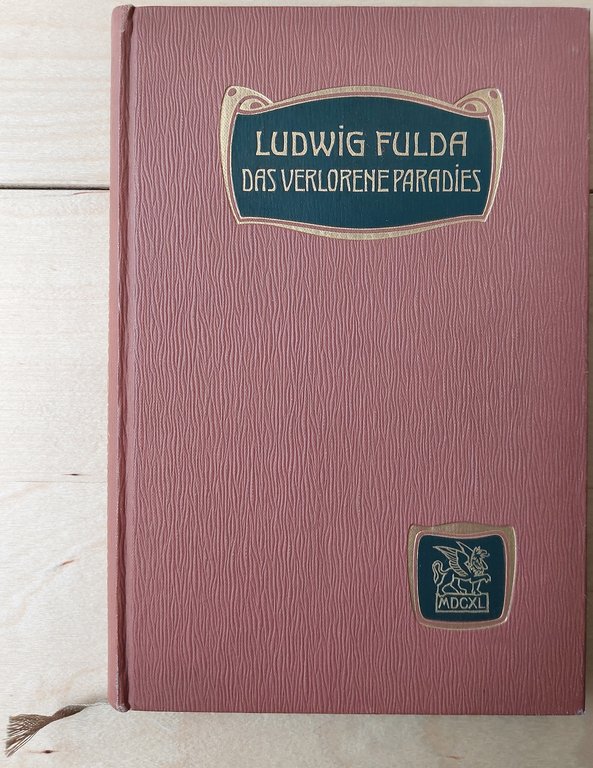 LUDWiG FULDA
DAS VERLORENE PARADiES
MDCXL